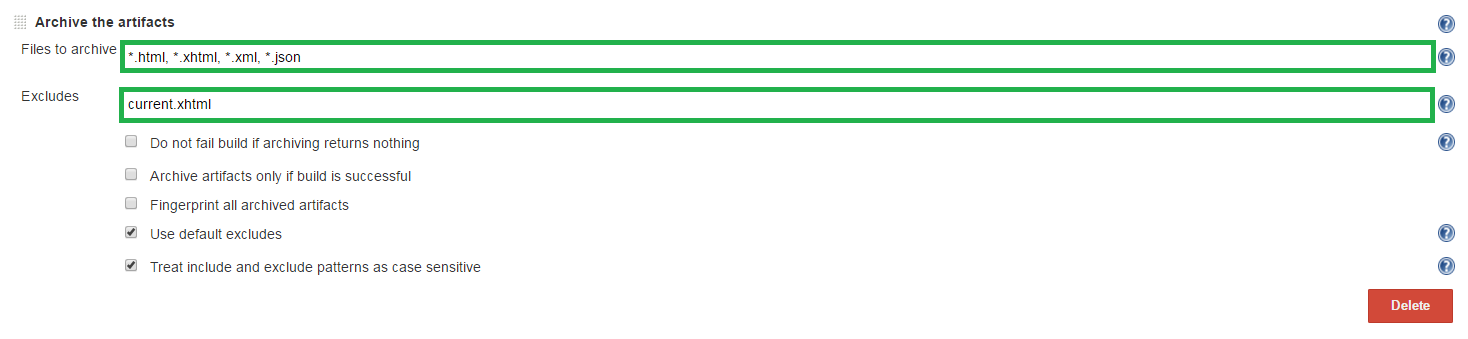 Archive the artifacts
Files to archive *.html, *.xhtml, *.xml, *.json
Excludes current.xhtml
Do not fail build if archiving returns nothing
Archive artifacts only if build is successful
Fingerprint all archived artifacts
Use default excludes
Treat include and exclude patterns as case sensitive
Delete